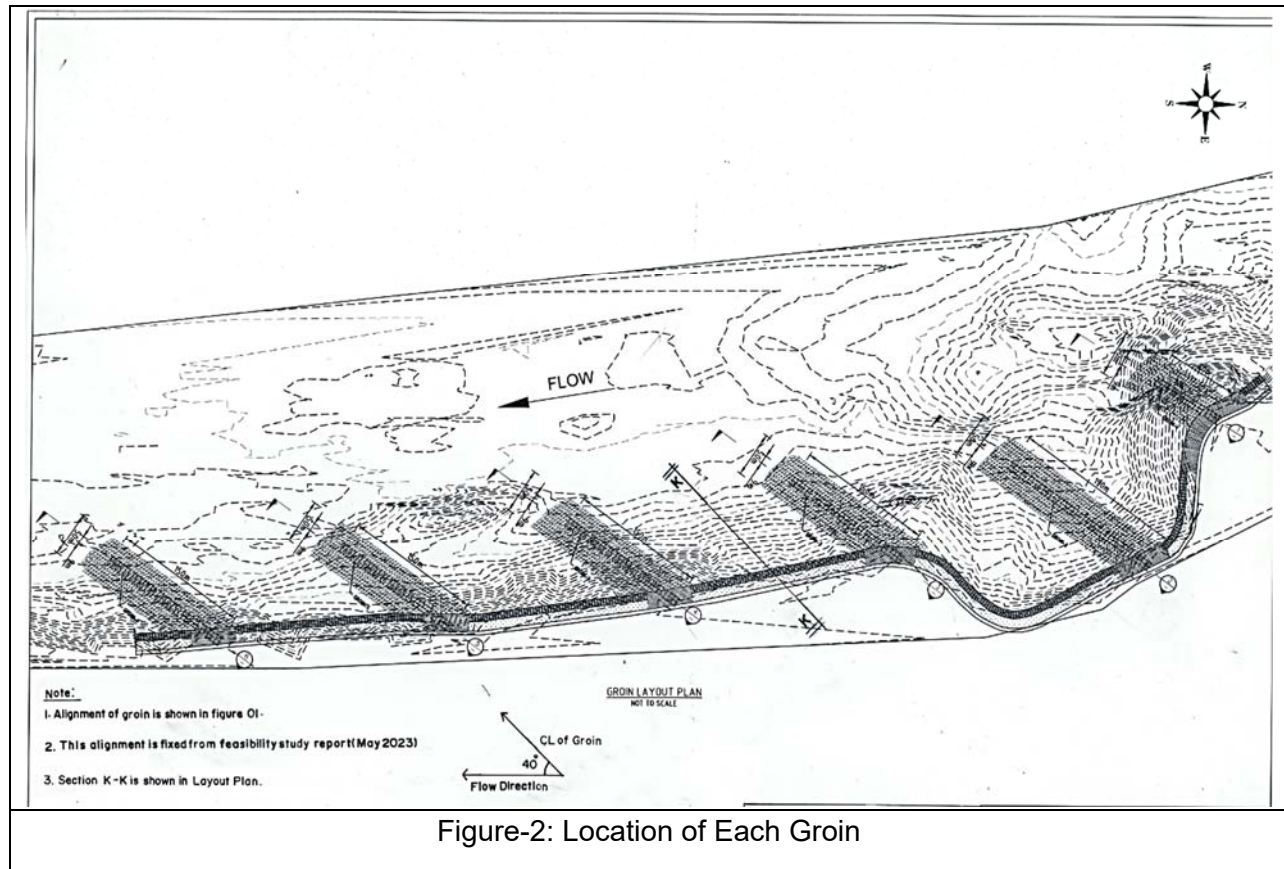 W
S
N
E
FLOW
K
K
GROIN LAYOUT PLAN
NOT TO SCALE
Note:
1- Alignment of groin is shown in figure 01-
2. This alignment is fixed from feasibility study report(May 2023)
3. Section K-K is shown in Layout Plan.
CL of Groin
40°
Flow Direction
Figure-2: Location of Each Groin